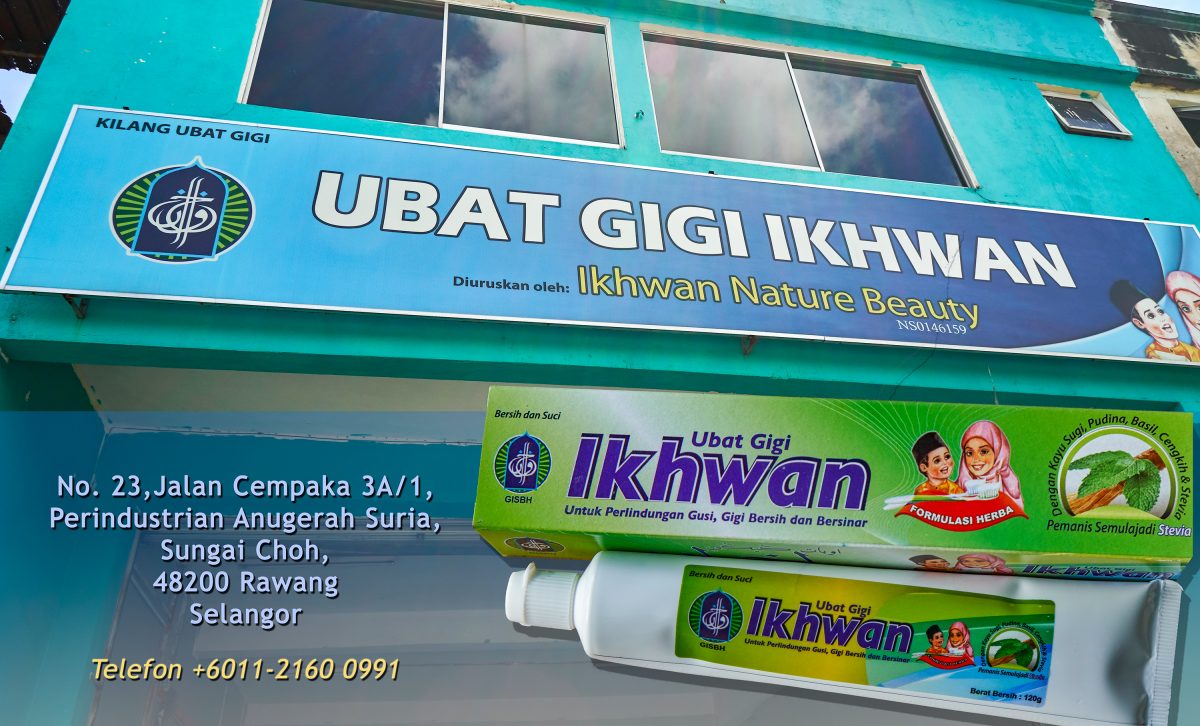 KILANG UBAT GIGI
UBAT GIGI IKHWAN
Diuruskan oleh: Ikhwan Nature Beauty
NS0146159
No. 23,Jalan Cempaka 3A/1,
Perindustrian Anugerah Suria,
Sungai Choh,
48200 Rawang
Selangor
Telefon +6011-2160 0991
Bersih dan Suci
GISBH
Ubat Gigi
Ikhwan
Untuk Perlindungan Gusi, Gigi Bersih dan Bersinar
FORMULASI HERBA
Dengan Kayu Sugi, Pudina, Basil, Cengkih & Stevia
Pemanis Semulajadi Stevia
Ikhwan
Bersih dan Suci
GISBH
Ubat Gigi
Ikhwan
Untuk Perlindungan Gusi, Gigi Bersih dan Bersinar
FORMULASI HERBA
Pemanis Semulajadi Stevia
Berat Bersih : 120g